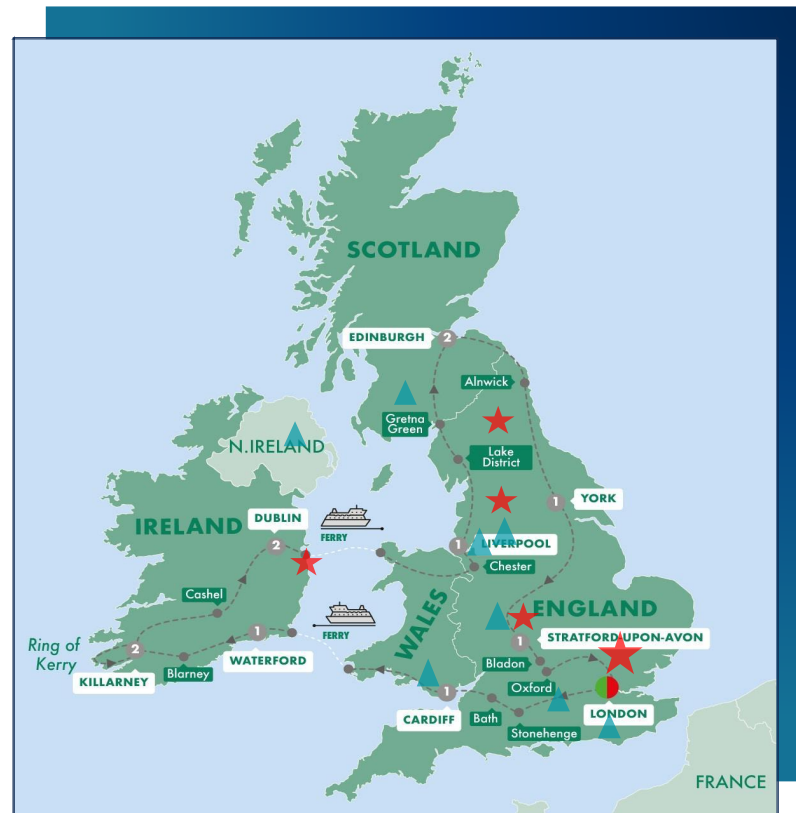 SCOTLAND
EDINBURGH
2
Alnwick
Gretna
Green
N.IRELAND
Lake
District
1
YORK
IRELAND
DUBLIN
2
FERRY
1
LIVERPOOL
Chester
Cashel
WALES
ENGLAND
FERRY
Ring of
Kerry
2
KILLARNEY
Blarney
1
WATERFORD
1
STRATFORD-UPON-AVON
Bladon
Oxford
1
CARDIFF
Bath
Stonehenge
LONDON
FRANCE